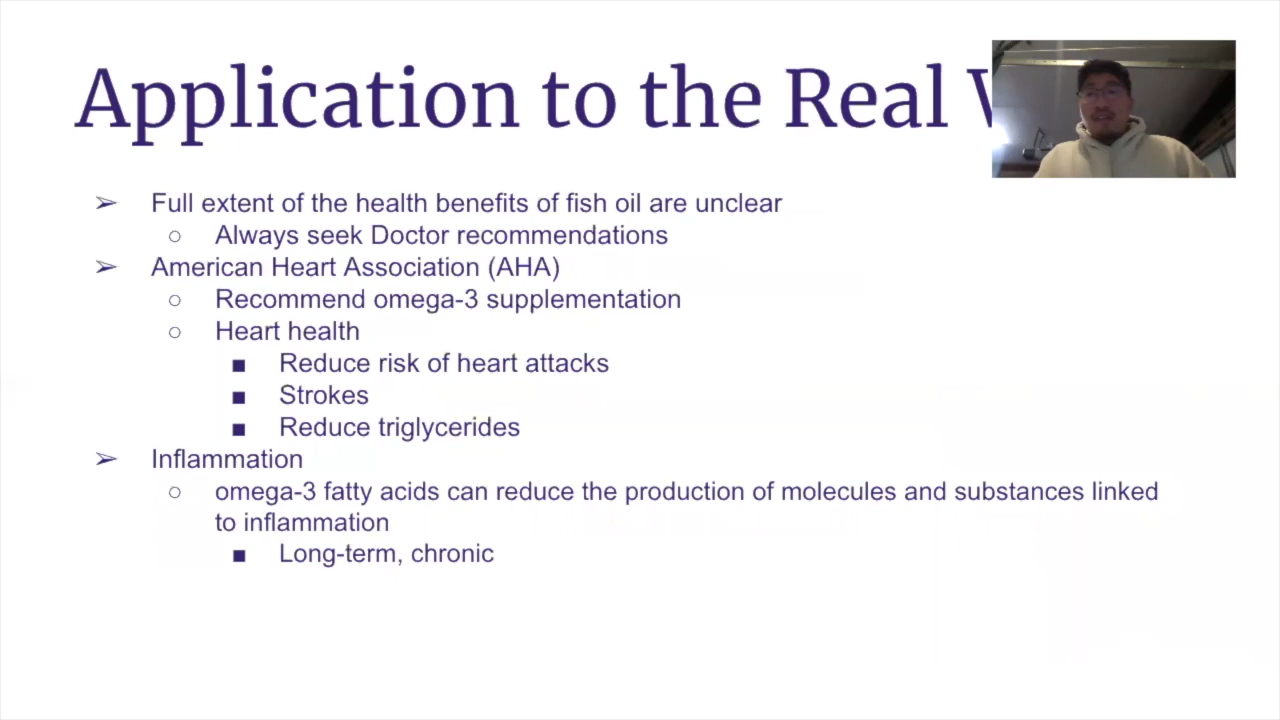 Application to the Real
➢ Full extent of the health benefits of fish oil are unclear
○ Always seek Doctor recommendations
➢ American Heart Association (AHA)
○ Recommend omega-3 supplementation
○ Heart health
■ Reduce risk of heart attacks
■ Strokes
■ Reduce triglycerides
➢ Inflammation
○ omega-3 fatty acids can reduce the production of molecules and substances linked
to inflammation
■ Long-term, chronic